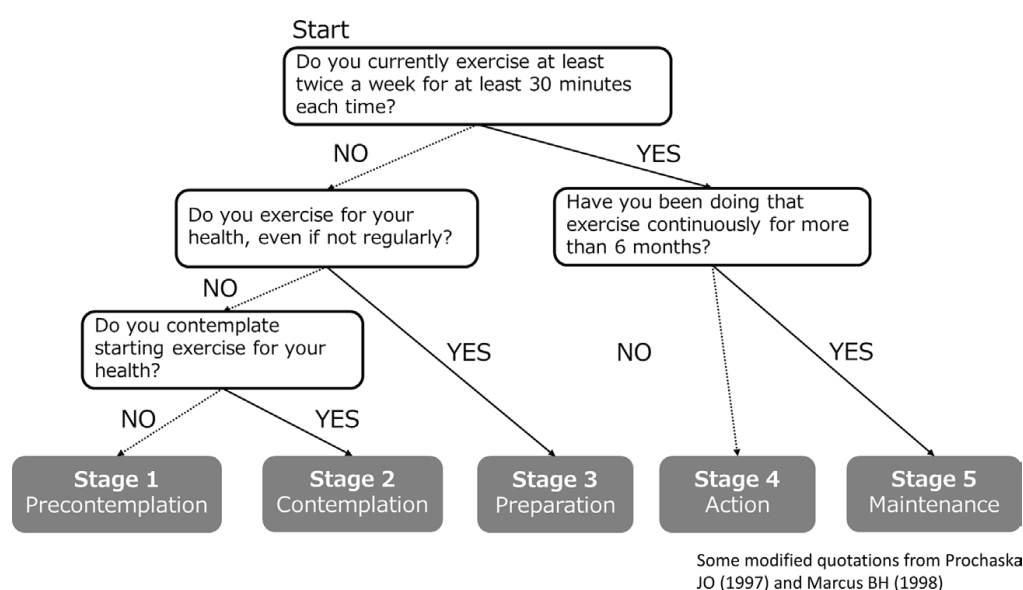 Start
Do you currently exercise at least
twice a week for at least 30 minutes
each time?
NO
YES
Do you exercise for your
health, even if not regularly?
Have you been doing that
exercise continuously for more
than 6 months?
NO
YES
NO
YES
Do you contemplate
starting exercise for your
health?
NO
YES
Stage 1
Precontemplation
Stage 2
Contemplation
Stage 3
Preparation
Stage 4
Action
Stage 5
Maintenance
Some modified quotations from Prochaska
JO (1997) and Marcus BH (1998)